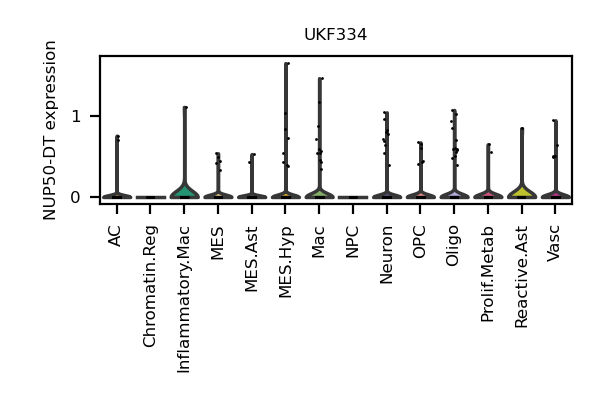 UKF334
NUP50-DT expression
1
0
AC
Chromatin.Reg
Inflammatory.Mac
MES
MES.Ast
MES.Hyp
Mac
NPC
Neuron
OPC
Oligo
Prolif.Metab
Reactive.Ast
Vasc